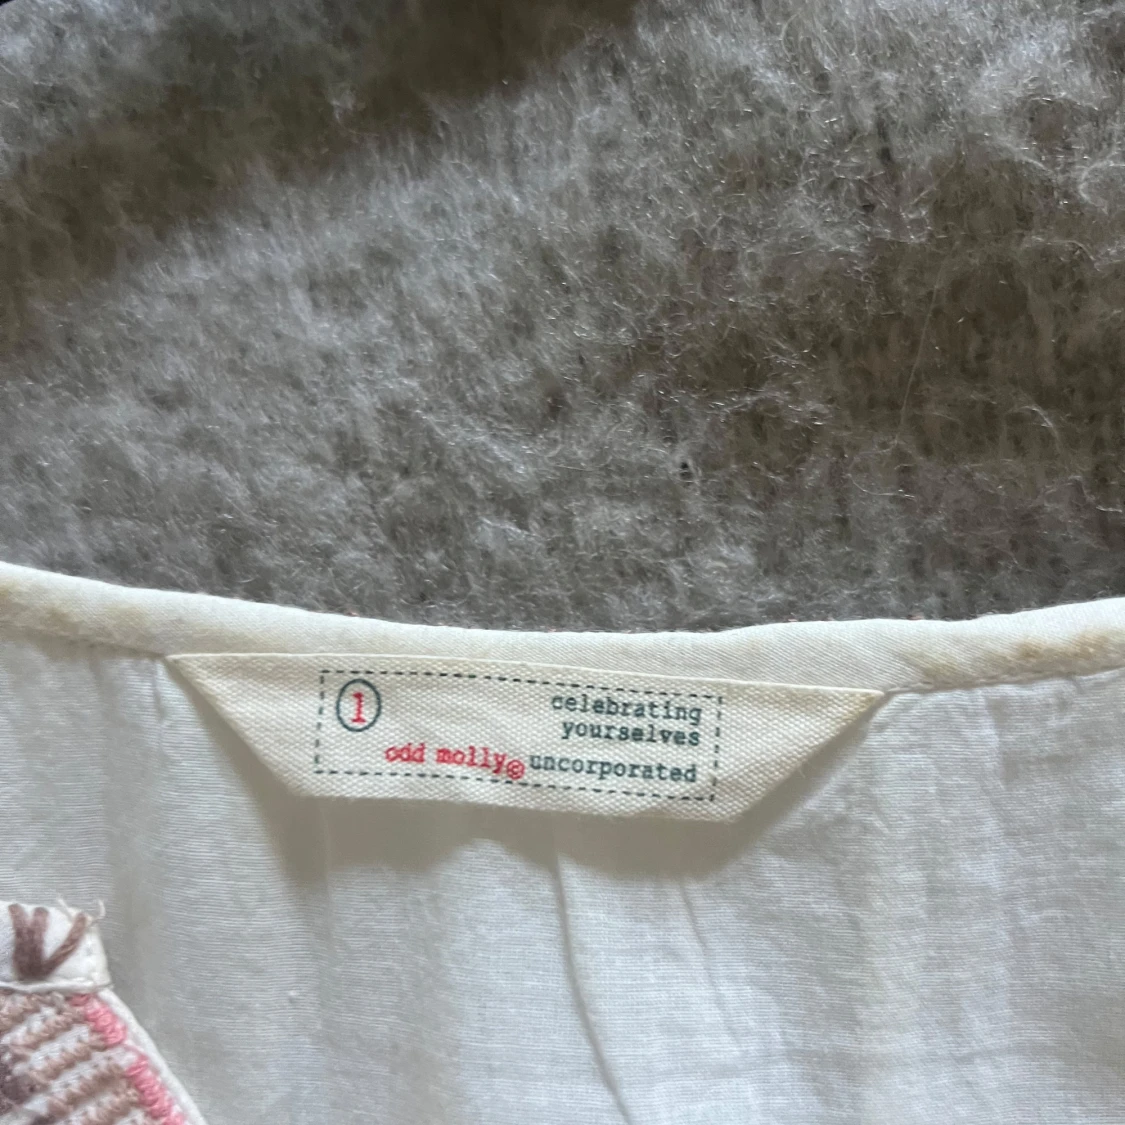 1
celebrating
yourselves
odd molly© uncorporated